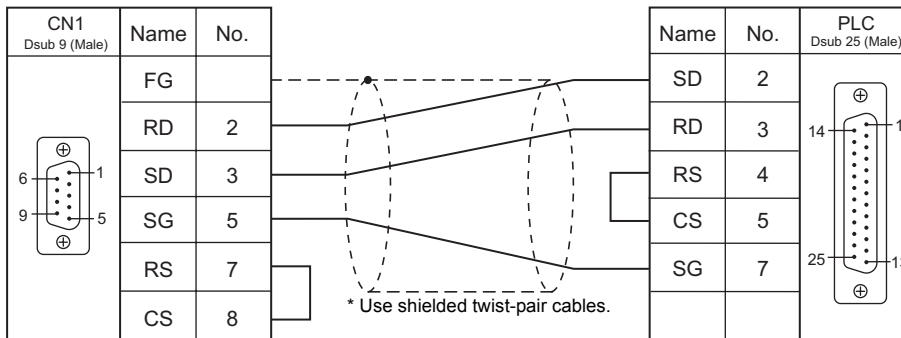 CN1
Dsub 9 (Male)
Name No.
FG
RD 2
SD 3
SG 5
RS 7
CS 8
6
1
9
5
* Use shielded twist-pair cables.
Name No.
PLC
Dsub 25 (Male)
SD 2
RD 3
RS 4
CS 5
SG 7
14
1
25
13